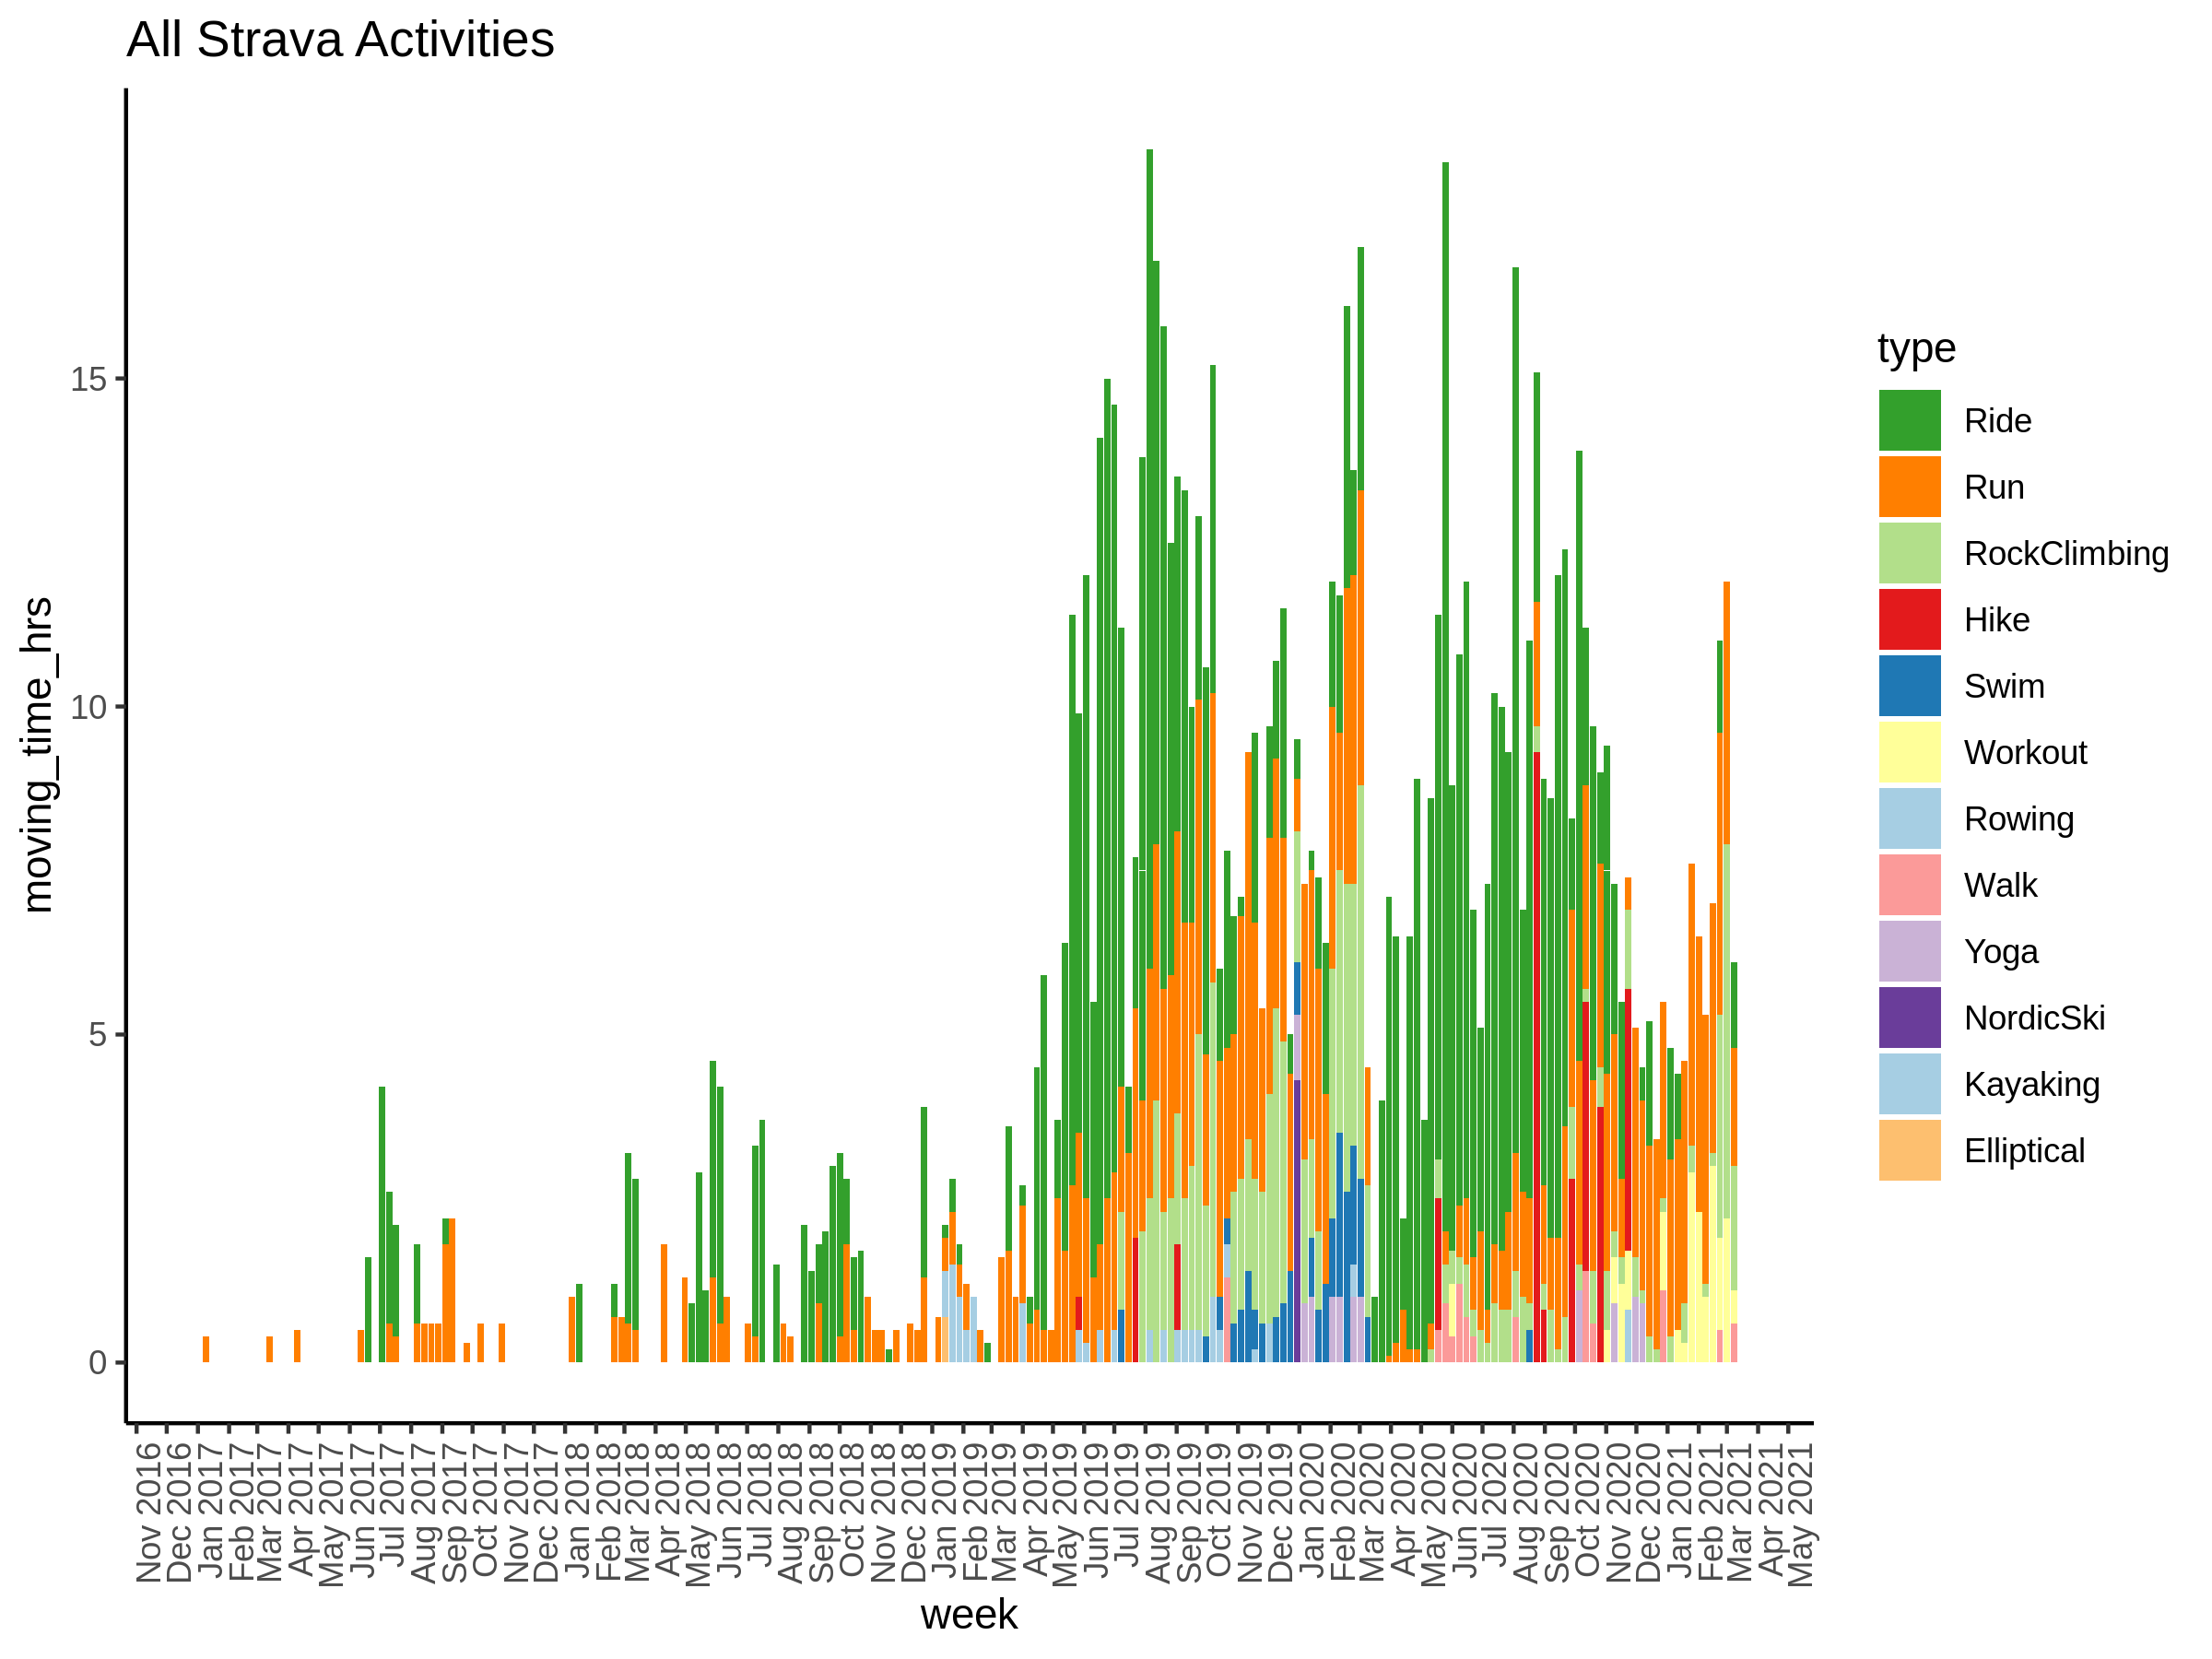 All Strava Activities
moving_time_hrs
15
10
5
0
Nov 2016
Dec 2016
Jan 2017
Feb 2017
Mar 2017
Apr 2017
May 2017
Jun 2017
Jul 2017
Aug 2017
Sep 2017
Oct 2017
Nov 2017
Dec 2017
Jan 2018
Feb 2018
Mar 2018
Apr 2018
May 2018
Jun 2018
Jul 2018
Aug 2018
Sep 2018
Oct 2018
Nov 2018
Dec 2018
Jan 2019
Feb 2019
Mar 2019
Apr 2019
May 2019
Jun 2019
Jul 2019
Aug 2019
Sep 2019
Oct 2019
Nov 2019
Dec 2019
Jan 2020
Feb 2020
Mar 2020
Apr 2020
May 2020
Jun 2020
Jul 2020
Aug 2020
Sep 2020
Oct 2020
Nov 2020
Dec 2020
Jan 2021
Feb 2021
Mar 2021
Apr 2021
May 2021
week
type
Ride
Run
RockClimbing
Hike
Swim
Workout
Rowing
Walk
Yoga
NordicSki
Kayaking
Elliptical